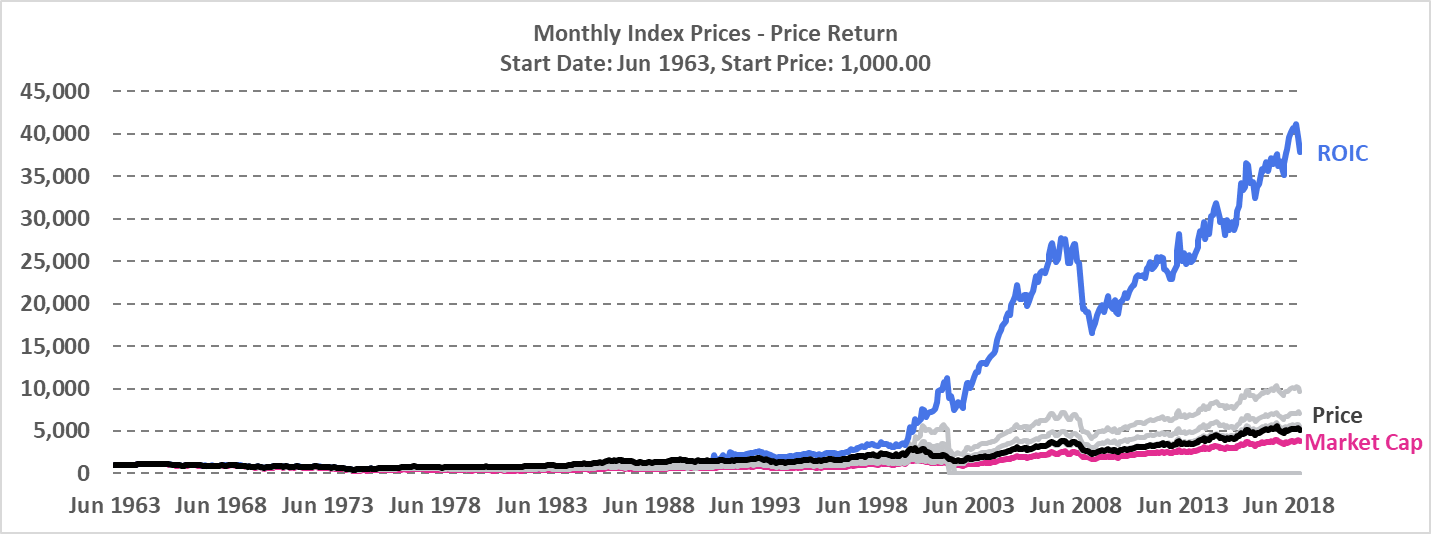 Monthly Index Prices - Price Return
Start Date: Jun 1963, Start Price: 1,000.00
45,000
40,000
35,000
30,000
25,000
20,000
15,000
10,000
5,000
0
ROIC
Price
Market Cap
Jun 1963 Jun 1968 Jun 1973 Jun 1978 Jun 1983 Jun 1988 Jun 1993 Jun 1998 Jun 2003 Jun 2008 Jun 2013 Jun 2018